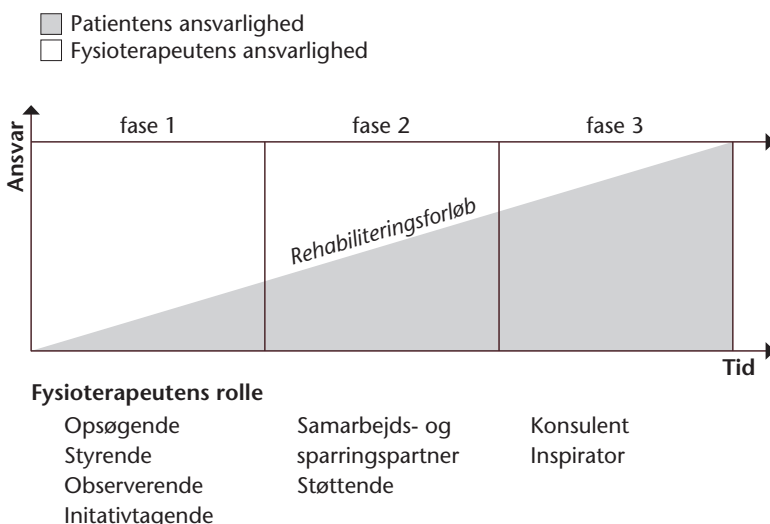 Patientens ansvarlighed
Fysioterapeutens ansvarlighed
Ansvar
fase 1
fase 2
fase 3
Rehabiliteringsforløb
Tid
Fysioterapeutens rolle
Opsøgende
Styrende
Observerende
Initativtagende
Samarbejds- og
sparringspartner
Støttende
Konsulent
Inspirator